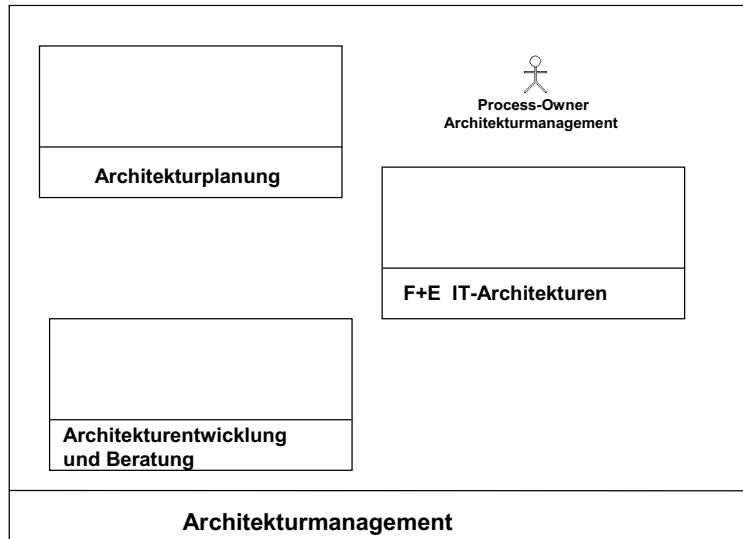 Process-Owner
Architekturmanagement
Architekturplanung
F+E IT-Architekturen
Architekturentwicklung
und Beratung
Architekturmanagement